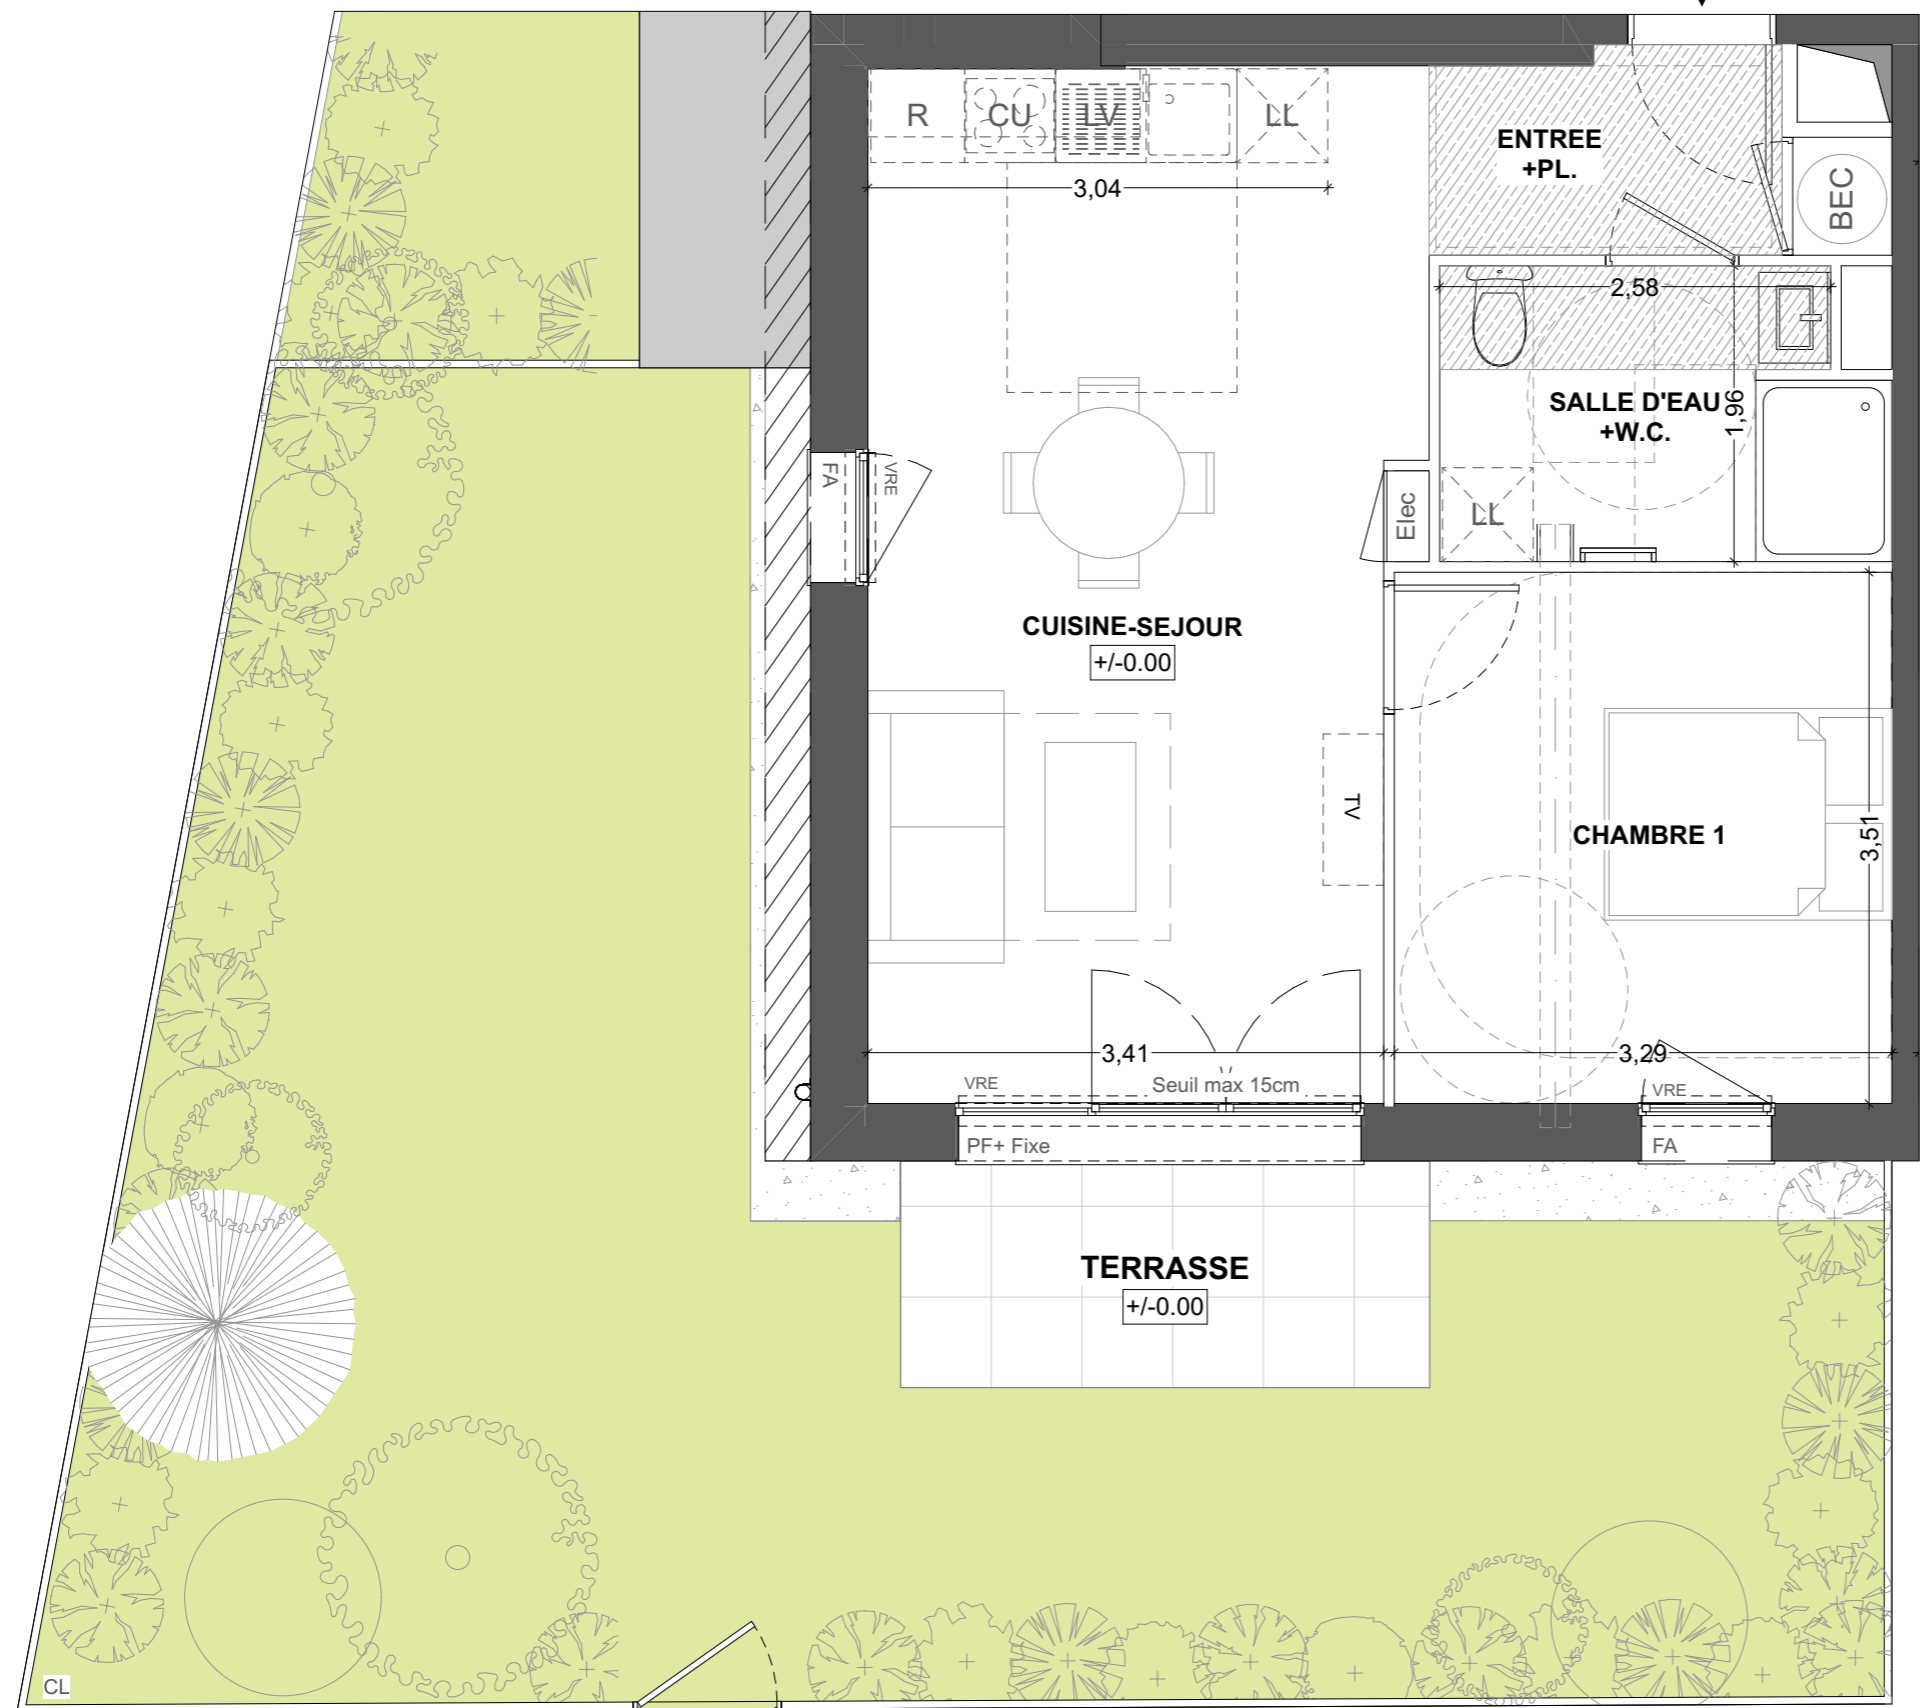 R
CU
LV
LL
3,04
ENTREE
+PL.
BEC
2,58
SALLE D'EAU
+W.C.
1,96
FA
VRE
Elec
LL
CUISINE-SEJOUR
+/-0.00
TV
CHAMBRE 1
3,51
3,41
3,29
VRE
Seuil max 15cm
VRE
PF+ Fixe
FA
TERRASSE
+/-0.00
CL